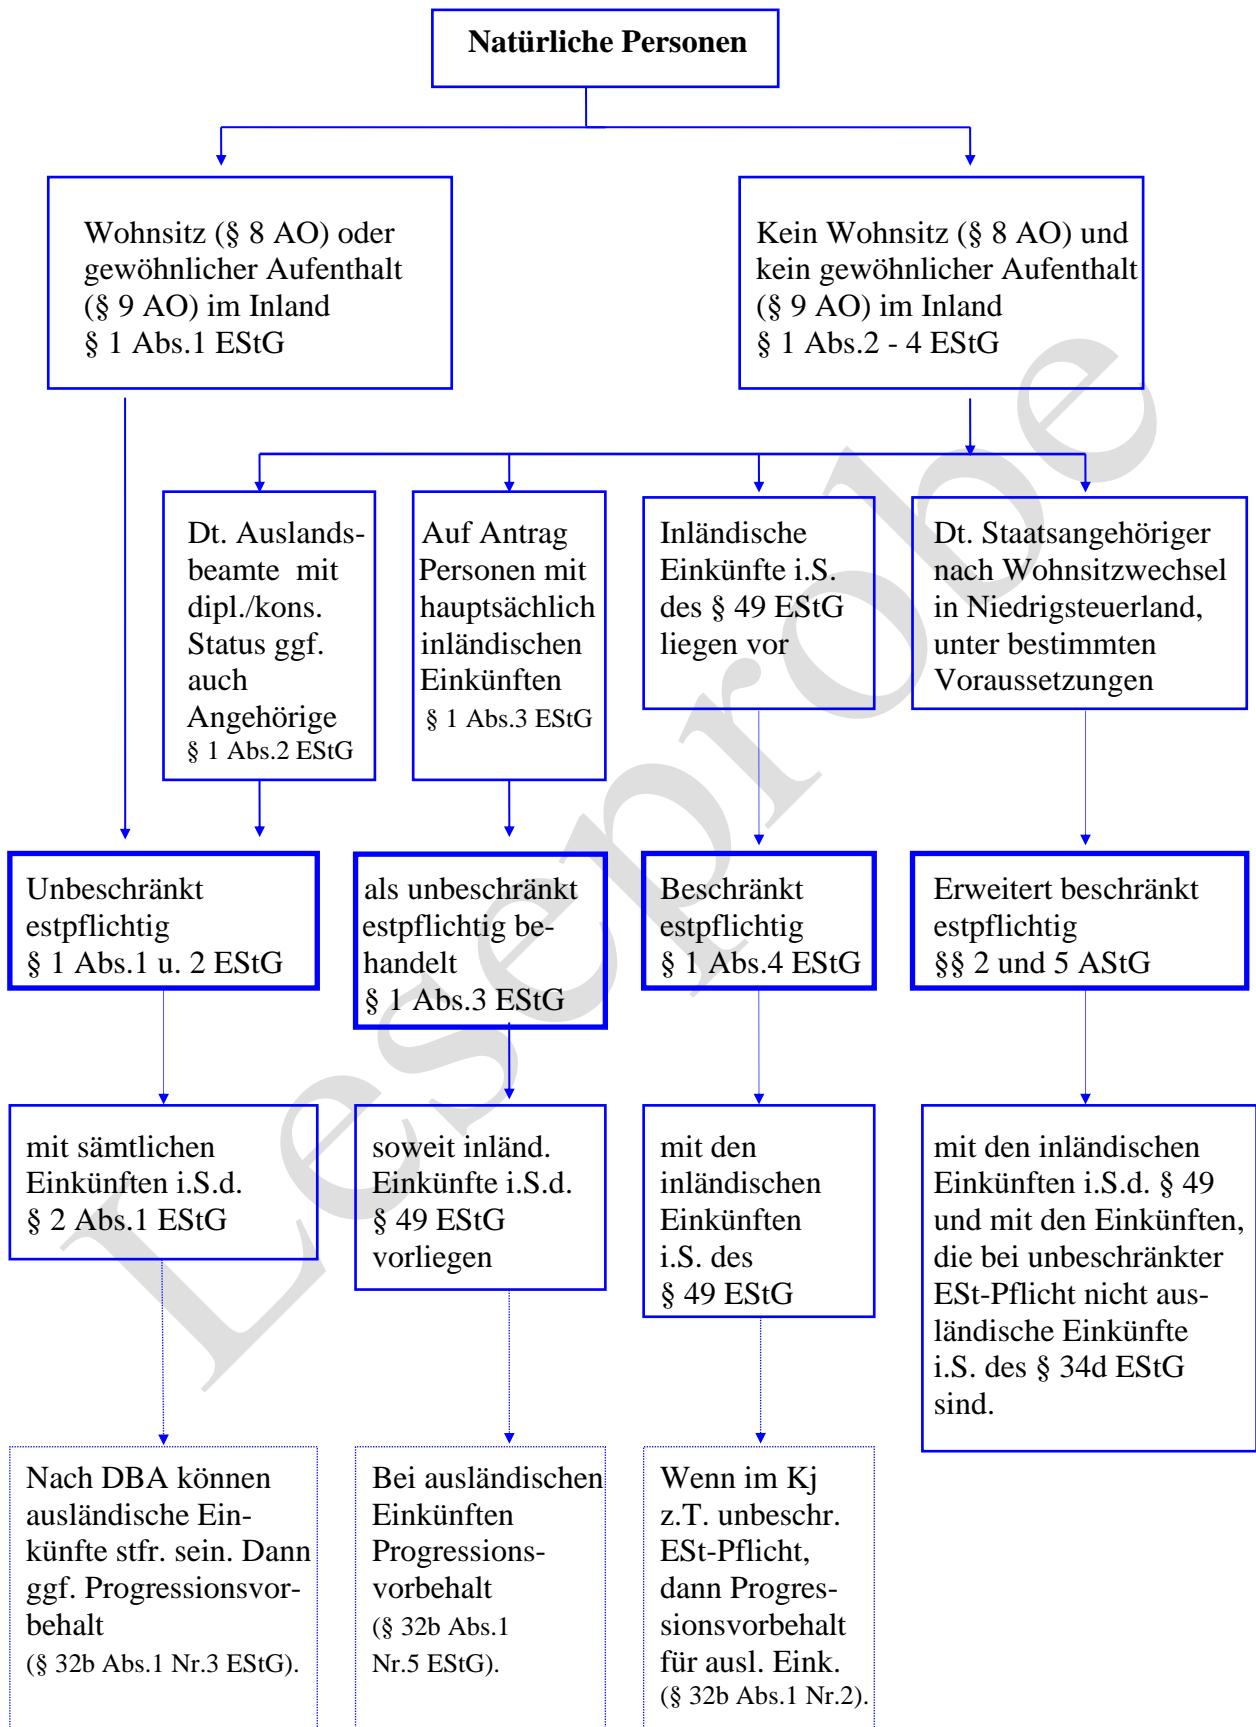 Natürliche Personen
Wohnsitz (§ 8 AO) oder
gewöhnlicher Aufenthalt
(§ 9 AO) im Inland
§ 1 Abs.1 EStG
Kein Wohnsitz (§ 8 AO) und
kein gewöhnlicher Aufenthalt
(§ 9 AO) im Inland
§ 1 Abs.2 - 4 EStG
Dt. Auslands-
beamte mit
dipl./kons.
Status ggf.
auch
Angehörige
§ 1 Abs.2 EStG
Auf Antrag
Personen mit
hauptsächlich
inländischen
Einkünften
§ 1 Abs.3 EStG
Inländische
Einkünfte i.S.
des § 49 EStG
liegen vor
Dt. Staatsangehöriger
nach Wohnsitzwechsel
in Niedrigsteuerland,
unter bestimmten
Voraussetzungen
Unbeschränkt
estpflichtig
§ 1 Abs.1 u. 2 EStG
als unbeschränkt
estpflichtig be-
handelt
§ 1 Abs.3 EStG
Beschränkt
estpflichtig
§ 1 Abs.4 EStG
Erweitert beschränkt
estpflichtig
§§ 2 und 5 AStG
mit sämtlichen
Einkünften i.S.d.
§ 2 Abs.1 EStG
soweit inländ.
Einkünfte i.S.d.
§ 49 EStG
vorliegen
mit den
inländischen
Einkünften
i.S. des
§ 49 EStG
mit den inländischen
Einkünften i.S.d. § 49
und mit den Einkünften,
die bei unbeschränkter
ESt-Pflicht nicht aus-
ländische Einkünfte
i.S. des § 34d EStG
sind.
Nach DBA können
ausländische Ein-
künfte stfr. sein. Dann
ggf. Progressionsvor-
behalt
(§ 32b Abs.1 Nr.3 EStG).
Bei ausländischen
Einkünften
Progressions-
vorbehalt
(§ 32b Abs.1
Nr.5 EStG).
Wenn im Kj
z.T. unbeschr.
ESt-Pflicht,
dann Progres-
sionsvorbehalt
für ausl. Eink.
(§ 32b Abs.1 Nr.2).
Leseprobe